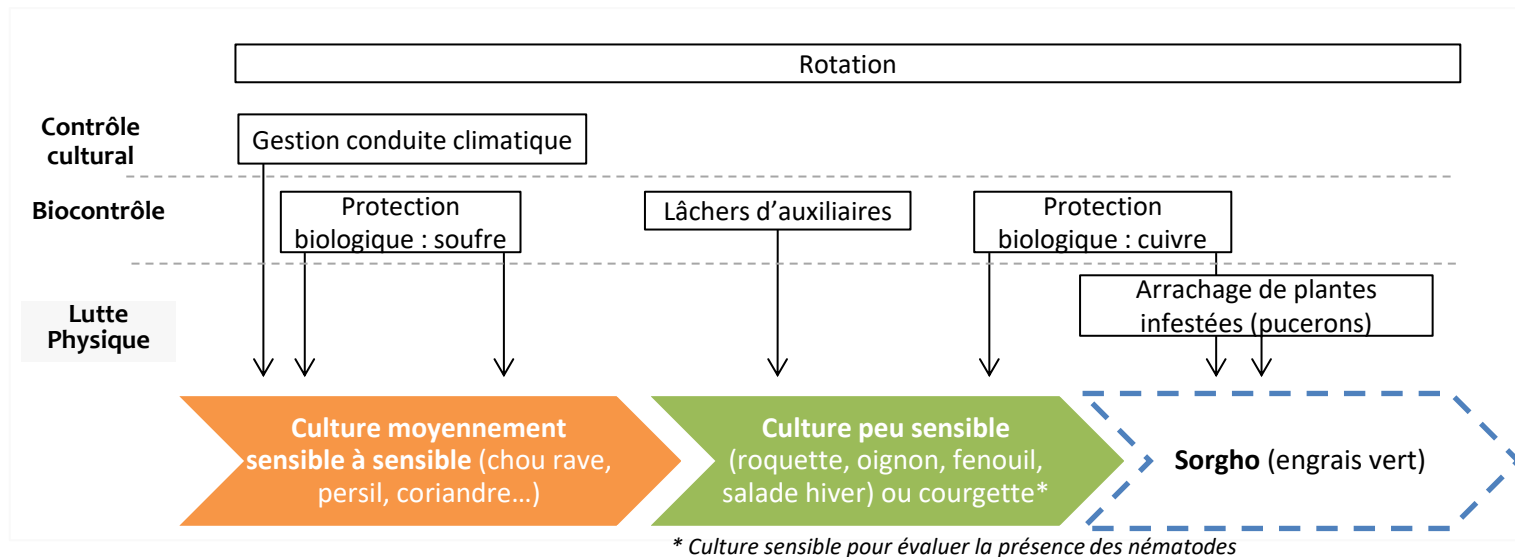 Rotation
Contrôle
cultural
Gestion conduite climatique
Biocontrôle
Protection
biologique : soufre
Lâchers d’auxiliaires
Protection
biologique : cuivre
Lutte
Physique
Arrachage de plantes
infestées (pucerons)
Culture moyennement
sensible à sensible (chou rave,
persil, coriandre…)
Culture peu sensible
(roquette, oignon, fenouil,
salade hiver) ou courgette*
Sorgho (engrais vert)
* Culture sensible pour évaluer la présence des nématodes